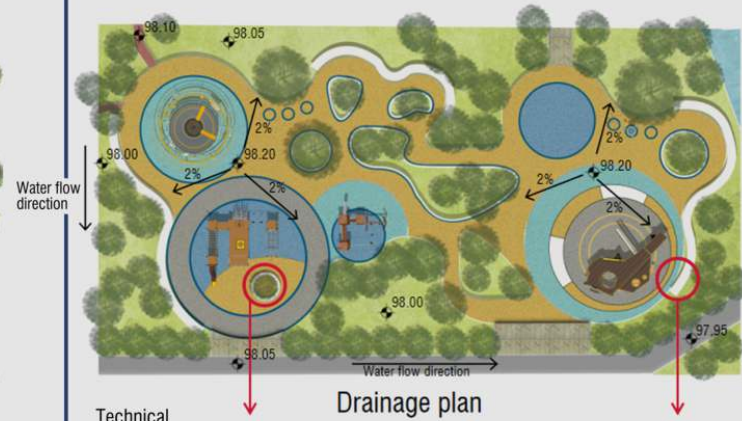 98.10
98.05
2%
98.00
98.20
2%
2%
Water flow
direction
2%
98.20
2%
2%
98.00
97.95
98.05
Water flow direction
Drainage plan
Technical